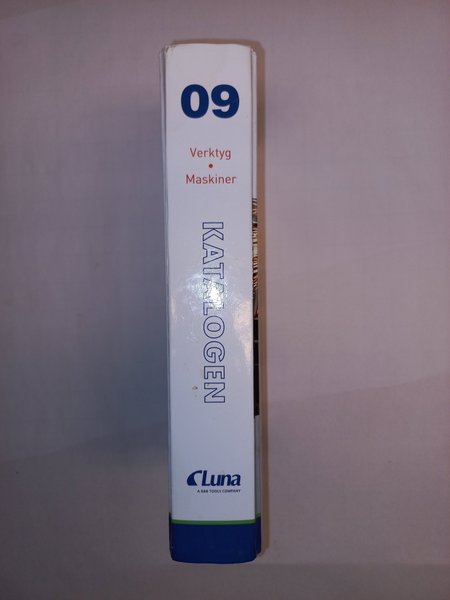 09
Verktyg
•
Maskiner
KATALOGEN
Luna
A B&B TOOLS COMPANY